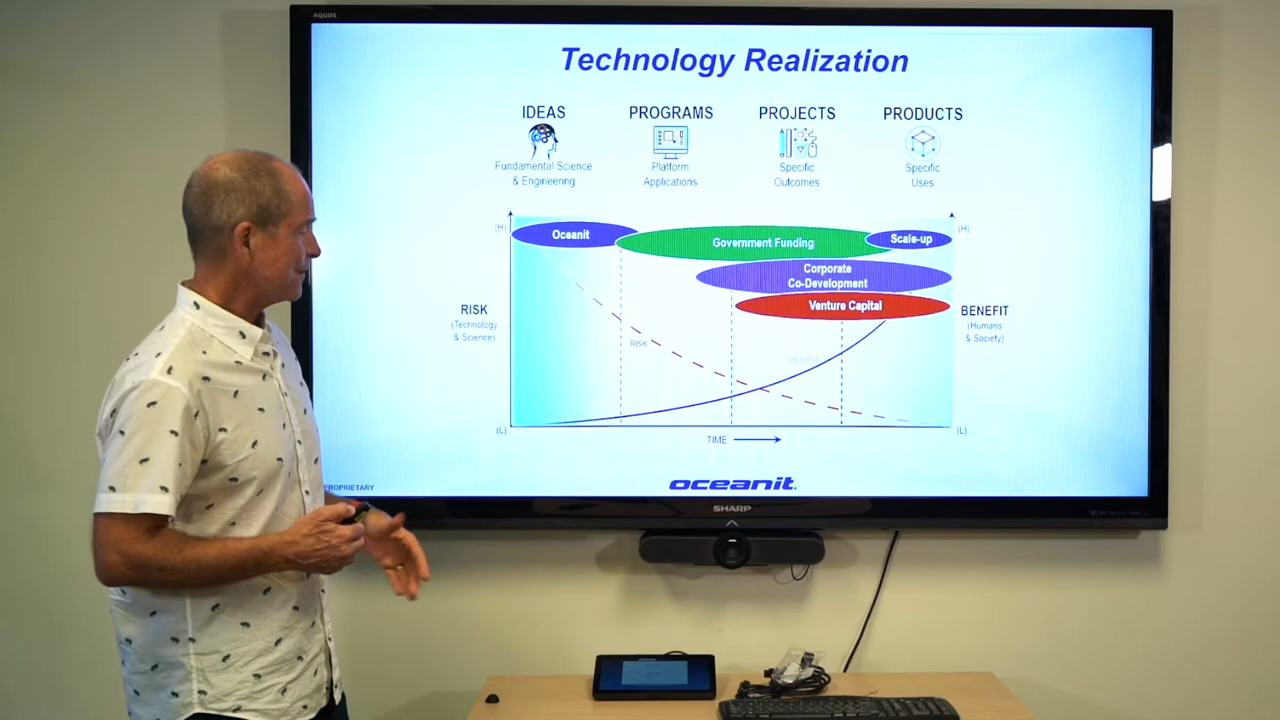 AQUOS
Technology Realization
IDEAS
Fundamental Science
& Engineering
PROGRAMS
Platform
Applications
PROJECTS
Specific
Outcomes
PRODUCTS
Specific
Uses
(H)
(H)
Oceanit
Government Funding
Scale-up
Corporate
Co-Development
Venture Capital
RISK
(Technology
& Science)
BENEFIT
(Humans
& Society)
RISK
BENEFIT
(L)
(L)
TIME
PROPRIETARY
oceanit.
SHARP